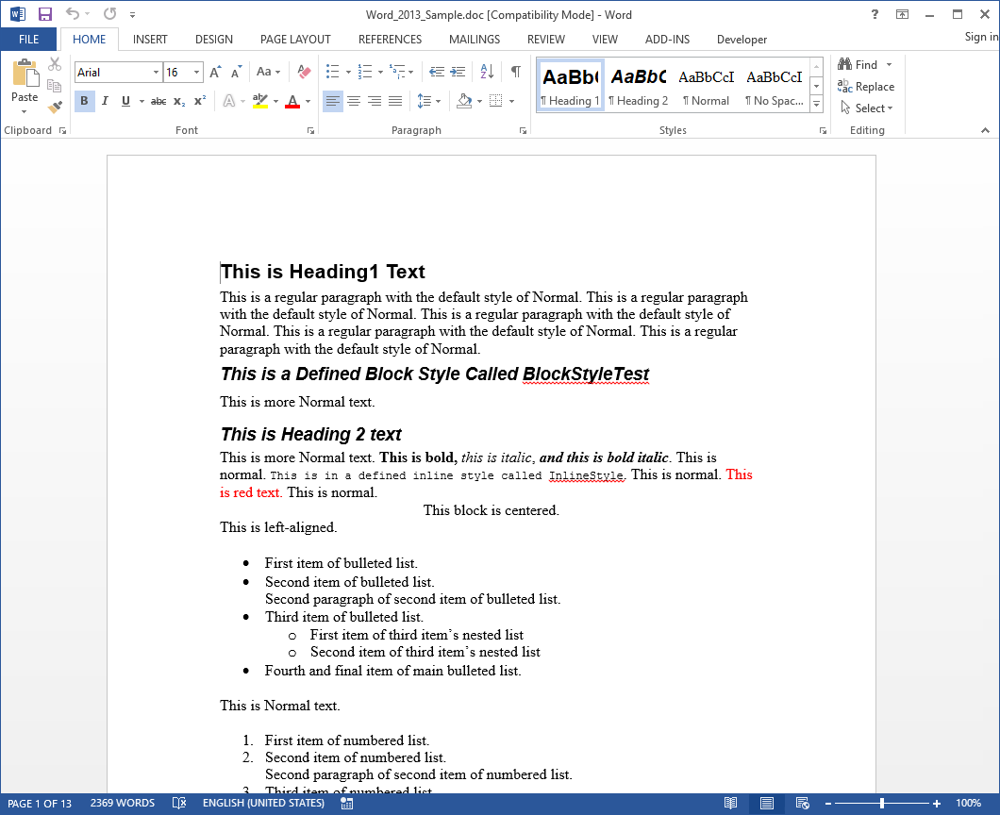 Word_2013_Sample.doc [Compatibility Mode] - Word
?
FILE HOME INSERT DESIGN PAGE LAYOUT REFERENCES MAILINGS REVIEW VIEW ADD-INS Developer Sign in
Paste
Arial 16 Aa
B I U abc x₂ x²
AaBb( AaBbC AaBbCcI AaBbCcI
¶ Heading 1 ¶ Heading 2 ¶ Normal ¶ No Spac...
Find
Replace
Select
Clipboard Font Paragraph Styles Editing
This is Heading1 Text
This is a regular paragraph with the default style of Normal. This is a regular paragraph
with the default style of Normal. This is a regular paragraph with the default style of
Normal. This is a regular paragraph with the default style of Normal. This is a regular
paragraph with the default style of Normal.
This is a Defined Block Style Called BlockStyleTest
This is more Normal text.
This is Heading 2 text
This is more Normal text. This is bold, this is italic, and this is bold italic. This is
normal. This is in a defined inline style called InlineStyle. This is normal. This
is red text. This is normal.
This block is centered.
This is left-aligned.
• First item of bulleted list.
• Second item of bulleted list.
Second paragraph of second item of bulleted list.
• Third item of bulleted list.
o First item of third item’s nested list
o Second item of third item’s nested list
• Fourth and final item of main bulleted list.
This is Normal text.
1. First item of numbered list.
2. Second item of numbered list.
Second paragraph of second item of numbered list.
3. Third item of numbered list.
PAGE 1 OF 13 2369 WORDS ENGLISH (UNITED STATES) 100%